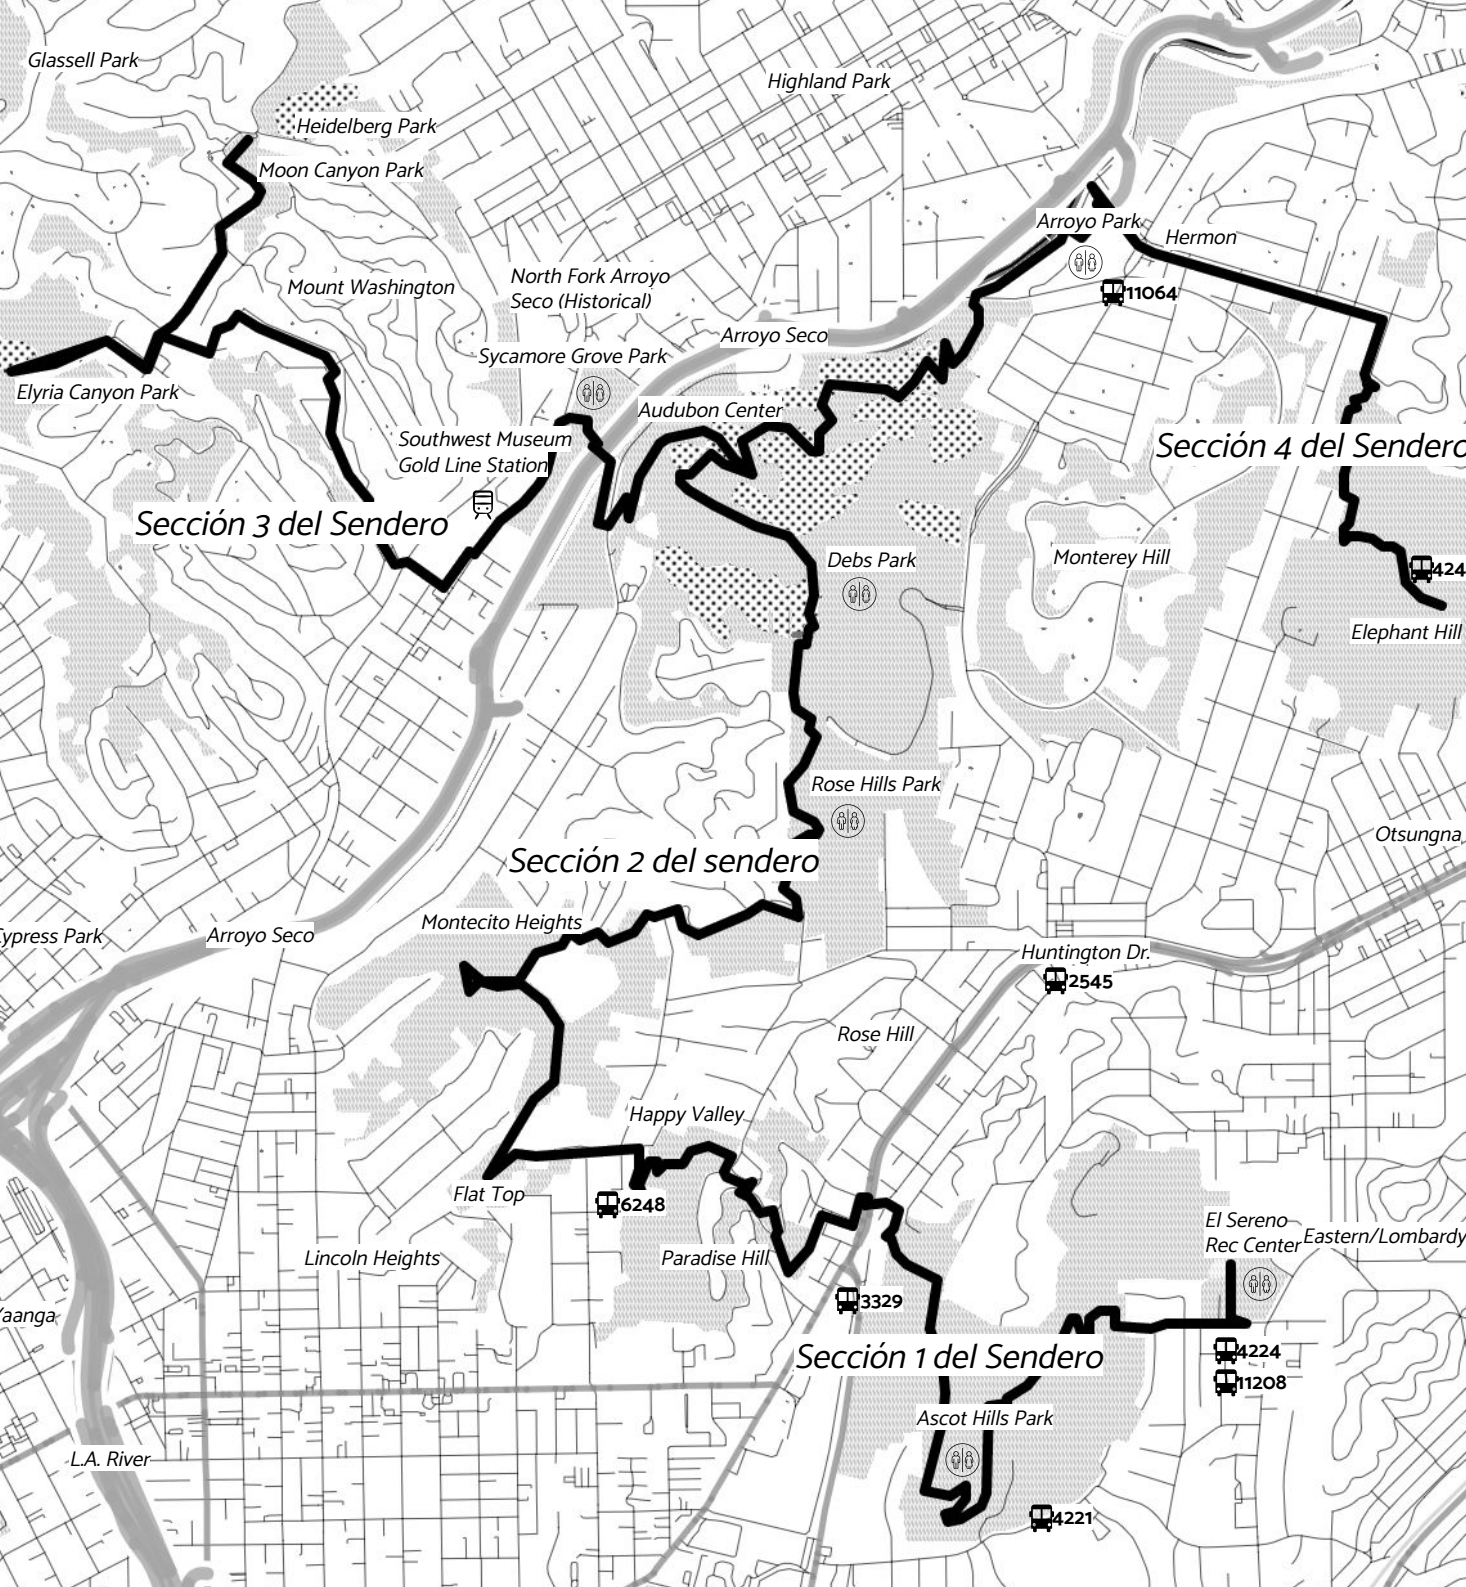 Glassell Park
Highland Park
Heidelberg Park
Moon Canyon Park
Arroyo Park
Hermon
North Fork Arroyo
Seco (Historical)
Mount Washington
11064
Arroyo Seco
Sycamore Grove Park
Elyria Canyon Park
Audubon Center
Southwest Museum
Gold Line Station
Sección 4 del Sendero
Sección 3 del Sendero
Debs Park
Monterey Hill
424
Elephant Hill
Rose Hills Park
Otsungna
Sección 2 del sendero
Montecito Heights
Cypress Park
Arroyo Seco
Huntington Dr.
2545
Rose Hill
Happy Valley
Flat Top
6248
El Sereno
Rec Center
Eastern/Lombardy
Lincoln Heights
Paradise Hill
3329
Yaanga
4224
Sección 1 del Sendero
11208
Ascot Hills Park
L.A. River
4221